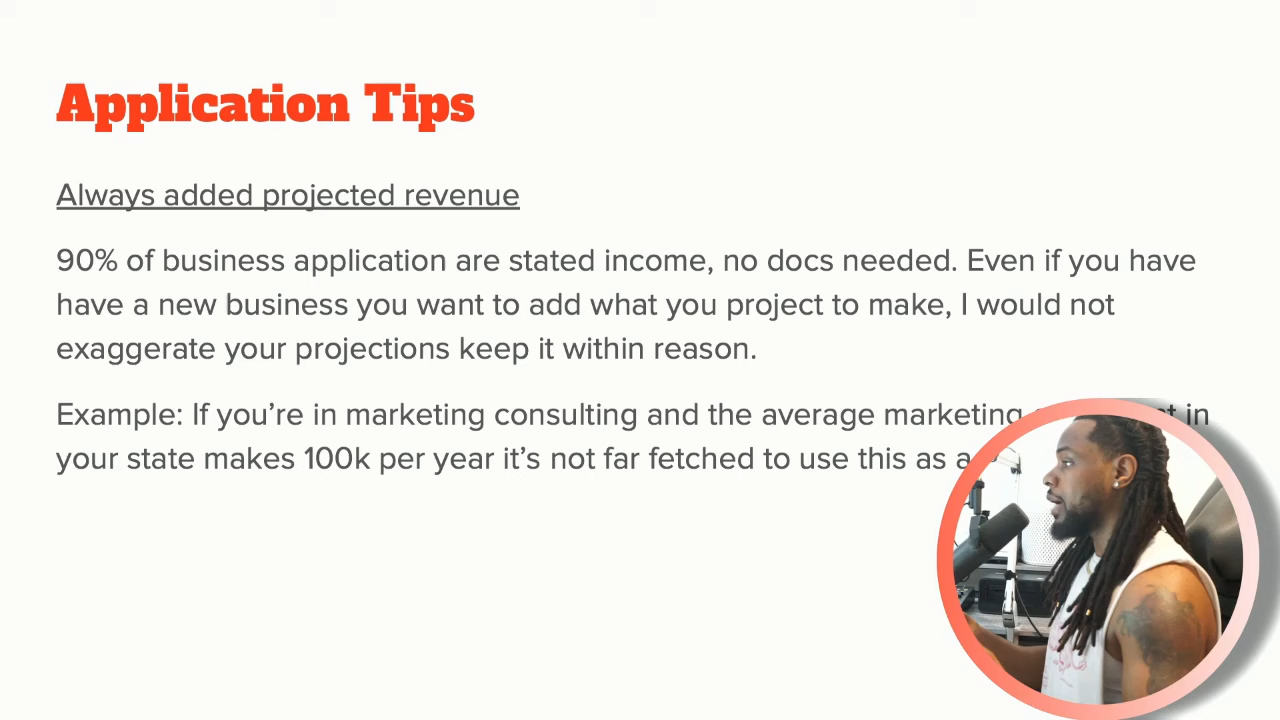 Application Tips
Always added projected revenue
90% of business application are stated income, no docs needed. Even if you have
have a new business you want to add what you project to make, I would not
exaggerate your projections keep it within reason.
Example: If you're in marketing consulting and the average marketing in
your state makes 100k per year it's not far fetched to use this as a